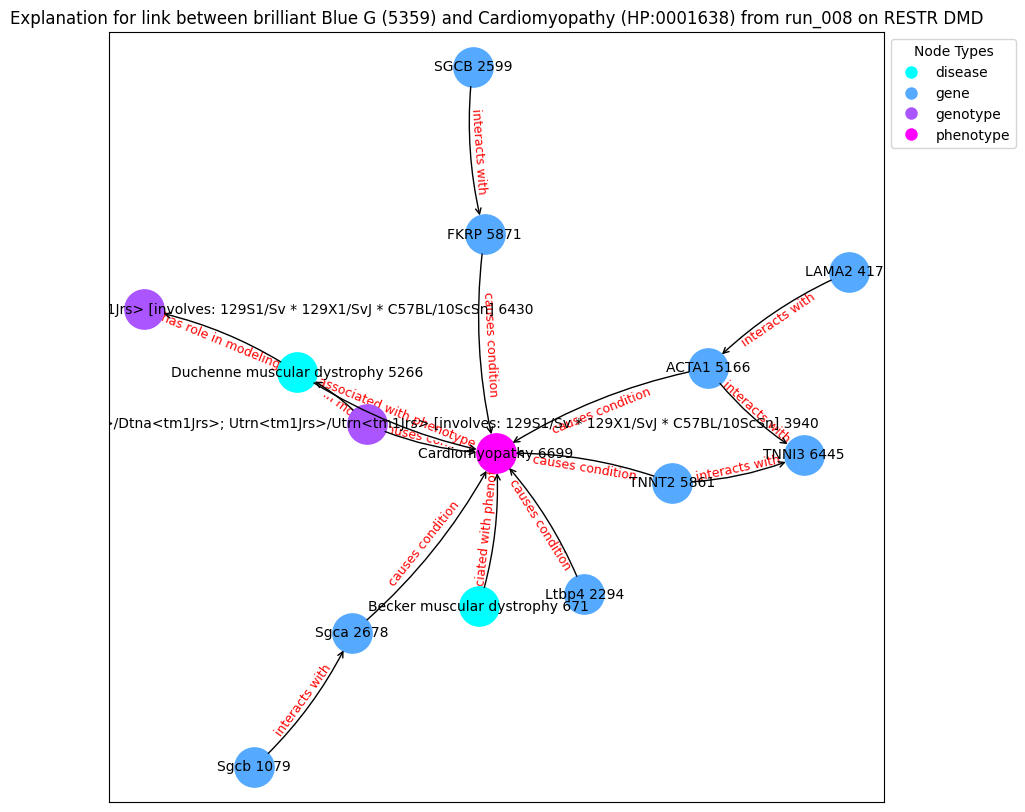 Explanation for link between brilliant Blue G (5359) and Cardiomyopathy (HP:0001638) from run_008 on RESTR DMD
Node Types
disease
gene
genotype
phenotype
SGCB 2599
interacts with
FKRP 5871
LAMA2 417
interacts with
causes condition
1Jrs> [involves: 129S1/Sv * 129X1/SvJ * C57BL/10ScSn] 6430
has role in modeling
ACTA1 5166
Duchenne muscular dystrophy 5266
associated with phenotype
interacts with
causes condition
>/Dtna<tm1Jrs>; Utrn<tm1Jrs>/Utrn<tm1Jrs> [involves: 129S1/Sv * 129X1/SvJ * C57BL/10ScSn] 3940
Cardiomyopathy 6699
TNNI3 6445
causes condition
interacts with
TNNT2 5861
causes condition
causes condition
ciated with pheno
Ltbp4 2294
Becker muscular dystrophy 671
Sgca 2678
interacts with
Sgcb 1079